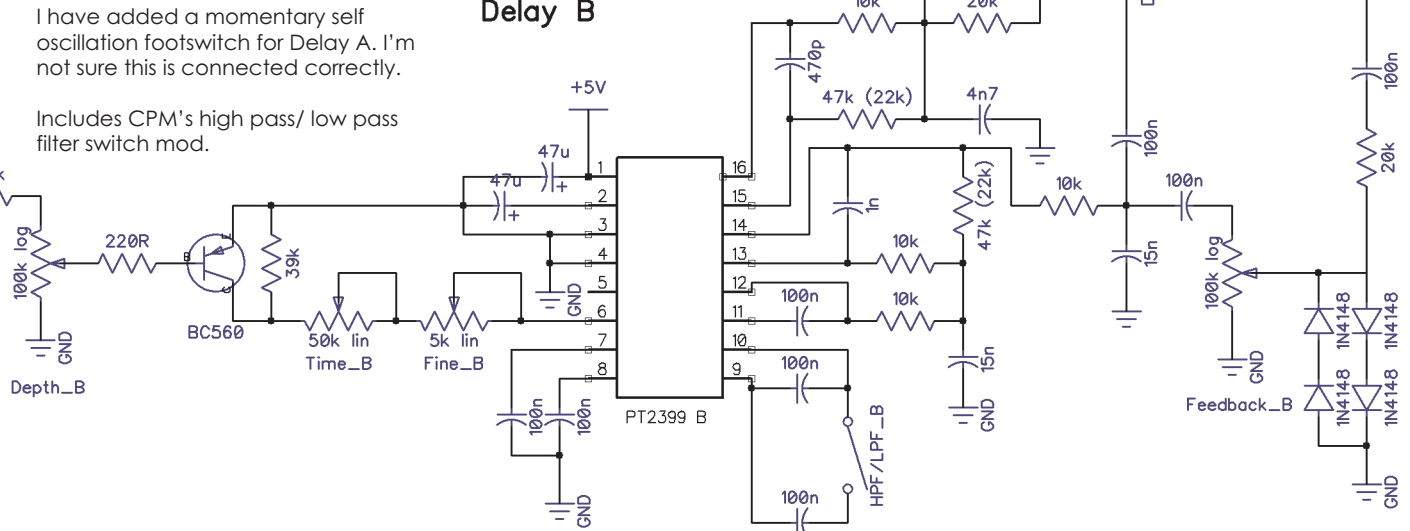 I have added a momentary self
oscillation footswitch for Delay A. I'm
not sure this is connected correctly.
Includes CPM's high pass/ low pass
filter switch mod.
Delay B
10k
20k
470p
47k (22k)
4n7
100n
100n
20k
+5V
47u
+
47u
+
1
2
3
4
5
6
7
8
16
15
14
13
12
11
10
9
PT2399 B
1n
47k (22k)
10k
100n
15n
10k
100n
10k
100n
15n
GND
100n
HPF/LPF_B
100k log
GND
Depth_B
220R
B
E
C
BC560
39k
50k lin
Time_B
5k lin
Fine_B
GND
100n
100n
GND
100k log
GND
Feedback_B
1N4148
1N4148
1N4148
1N4148
GND